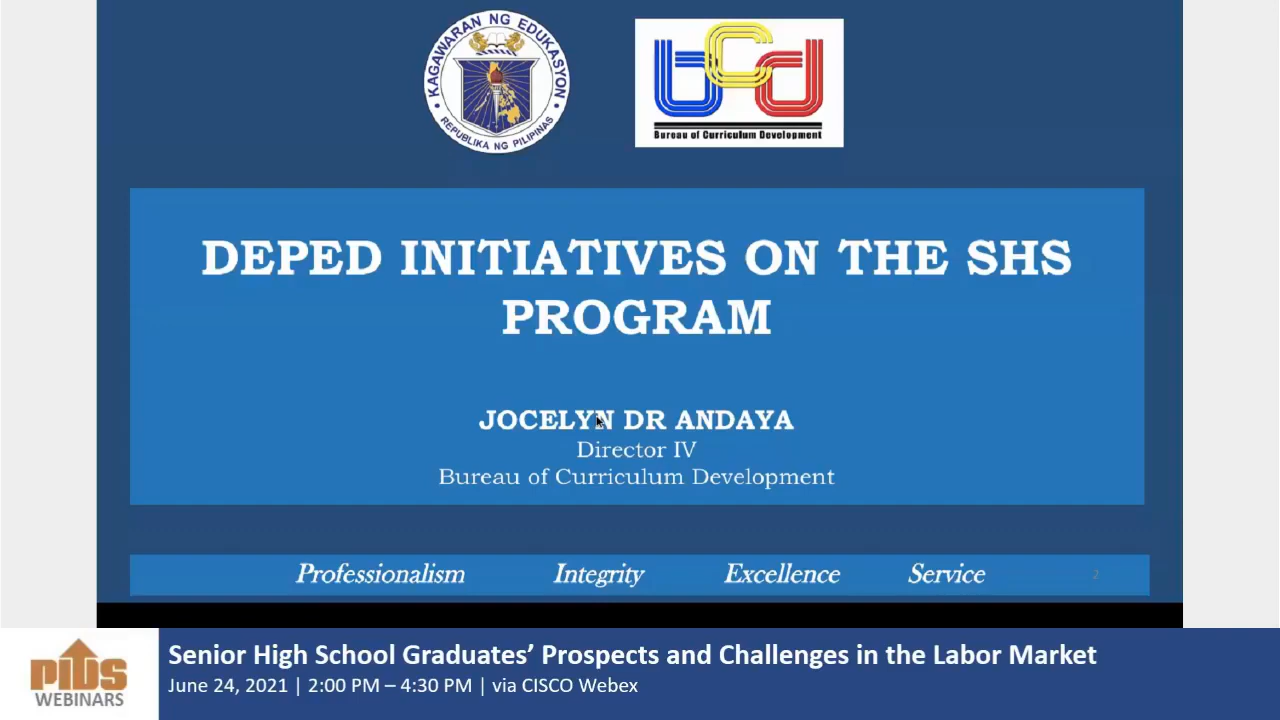 KAGAWARAN NG EDUKASYON
REPUBLIKA NG PILIPINAS
bcd
Bureau of Curriculum Development
DEPED INITIATIVES ON THE SHS
PROGRAM
JOCELYN DR ANDAYA
Director IV
Bureau of Curriculum Development
Professionalism Integrity Excellence Service 2
pids
WEBINARS
Senior High School Graduates’ Prospects and Challenges in the Labor Market
June 24, 2021 | 2:00 PM – 4:30 PM | via CISCO Webex